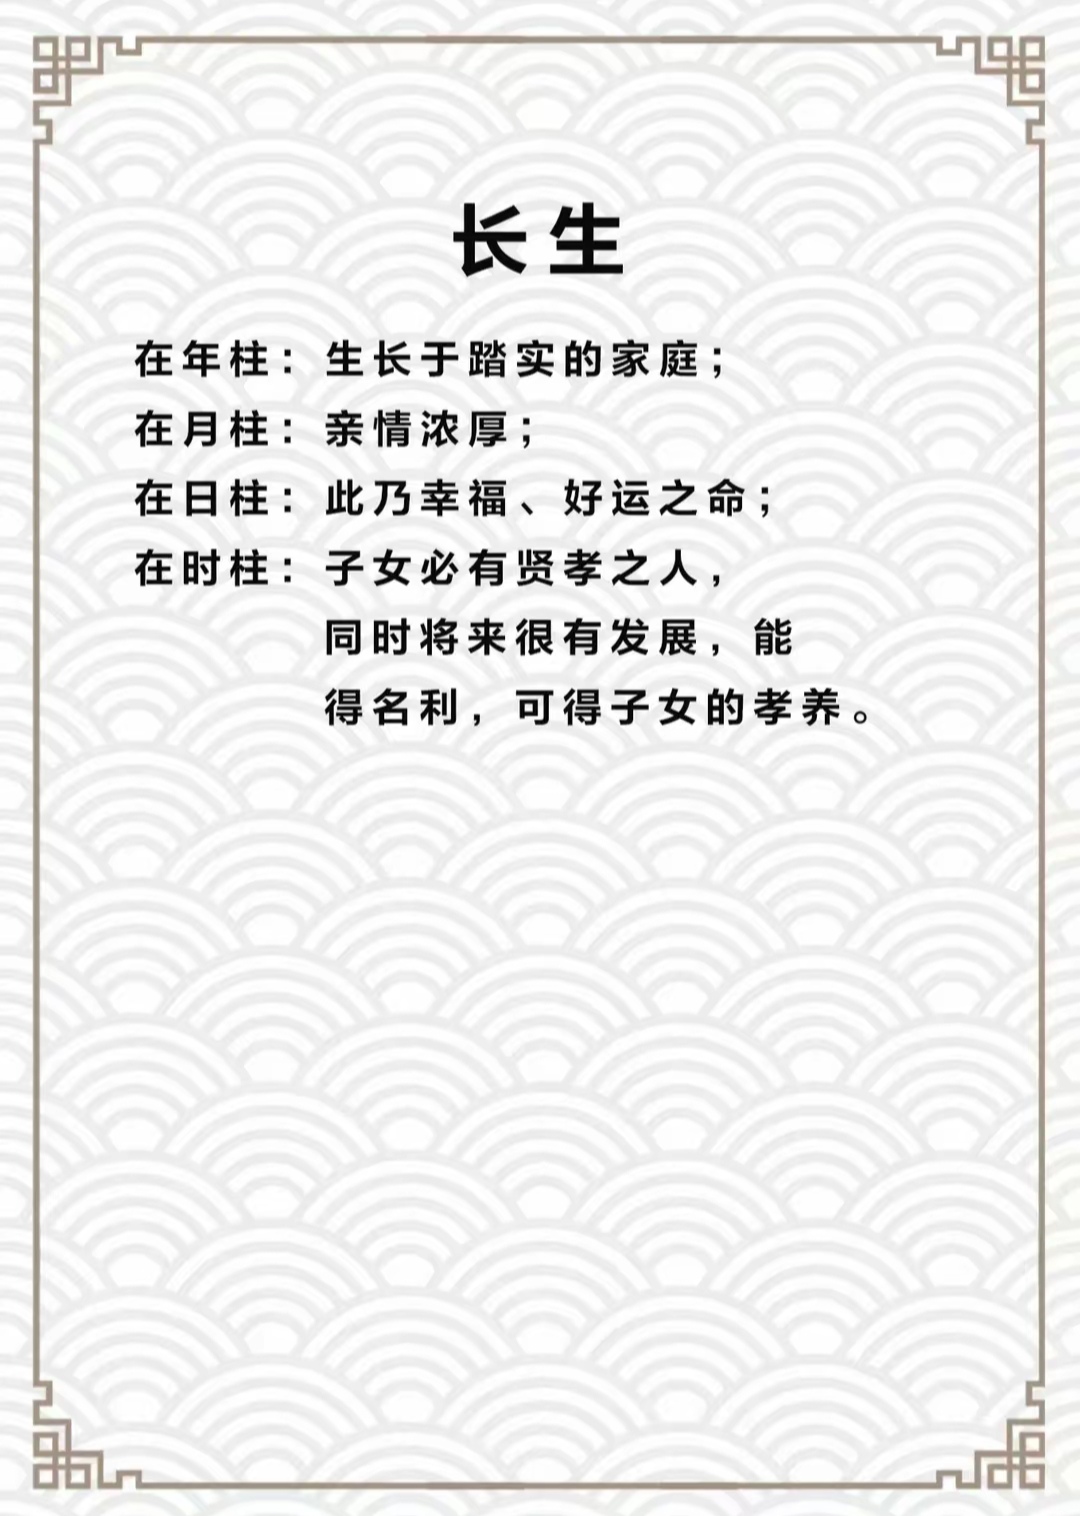 长生
在年柱：生长于踏实的家庭；
在月柱：亲情浓厚；
在日柱：此乃幸福、好运之命；
在时柱：子女必有贤孝之人，
同时将来很有发展，能
得名利，可得子女的孝养。